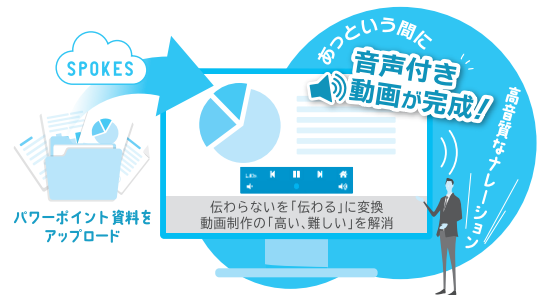 SPOKES
パワーポイント資料を
アップロード
あっという間に
音声付き
動画が完成!
高音質なナレーション
伝わらないを「伝わる」に変換
動画制作の「高い、難しい」を解消